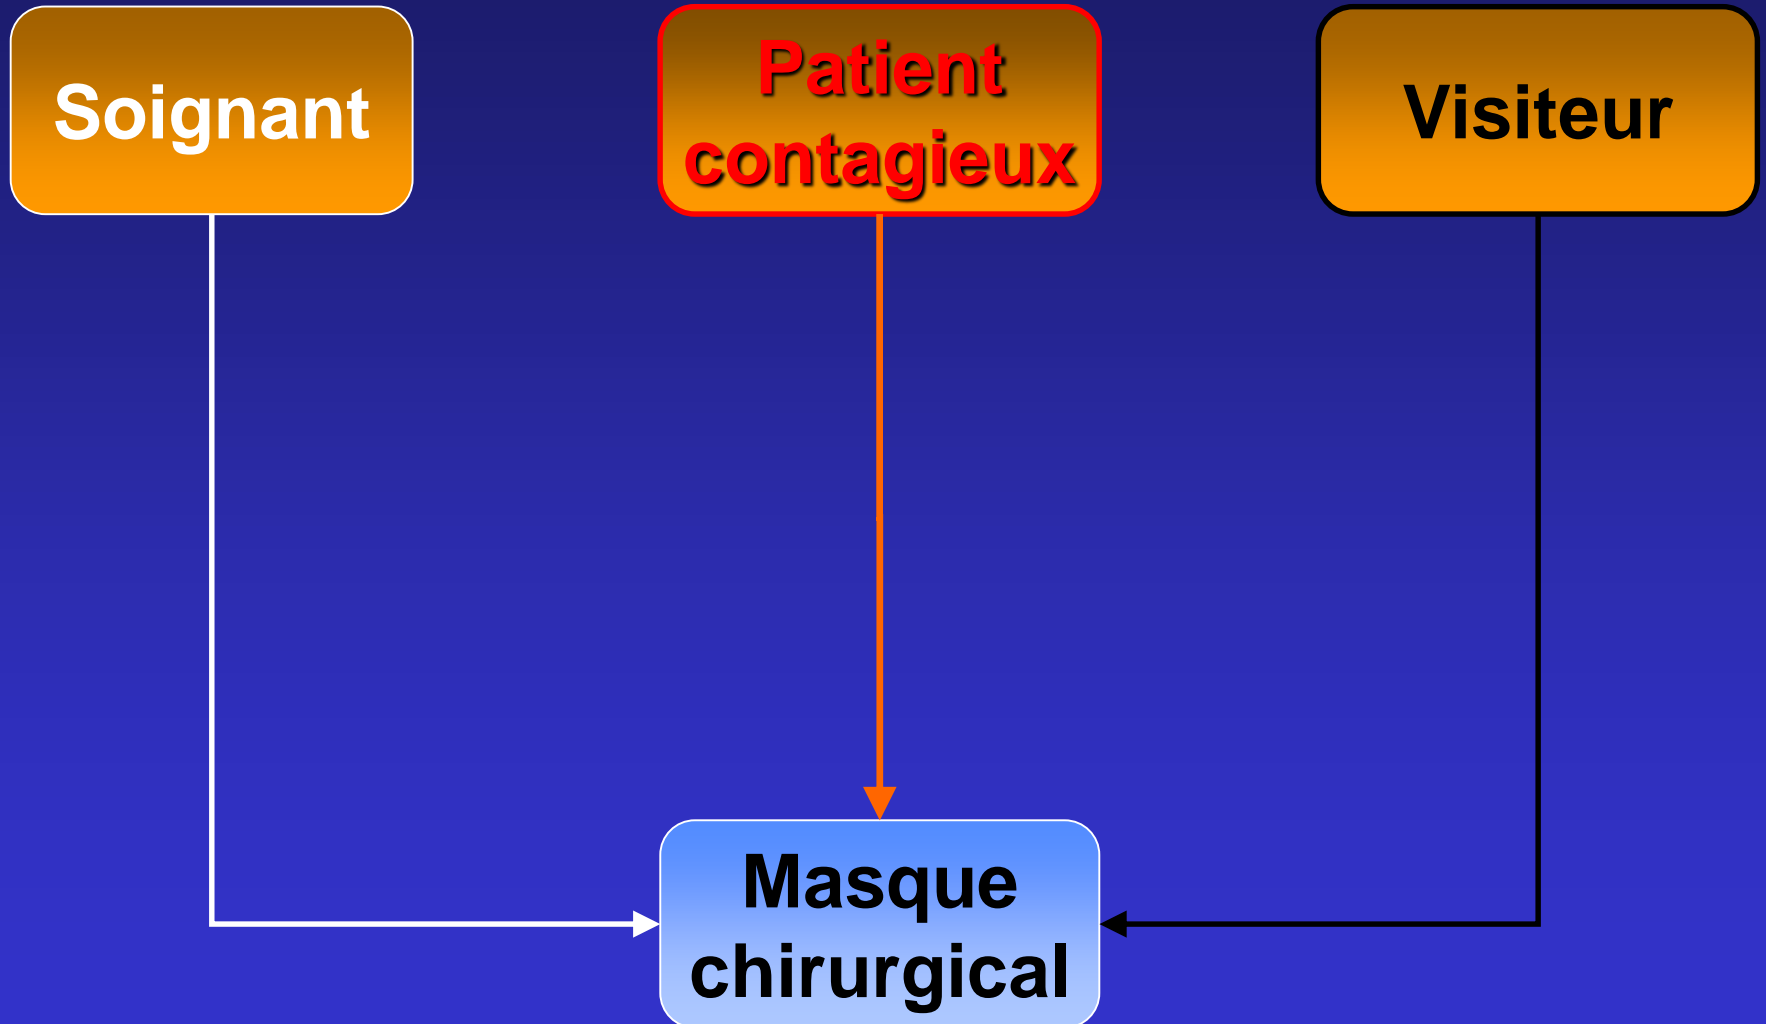 Soignant
Patient
contagieux
Visiteur
Masque
chirurgical